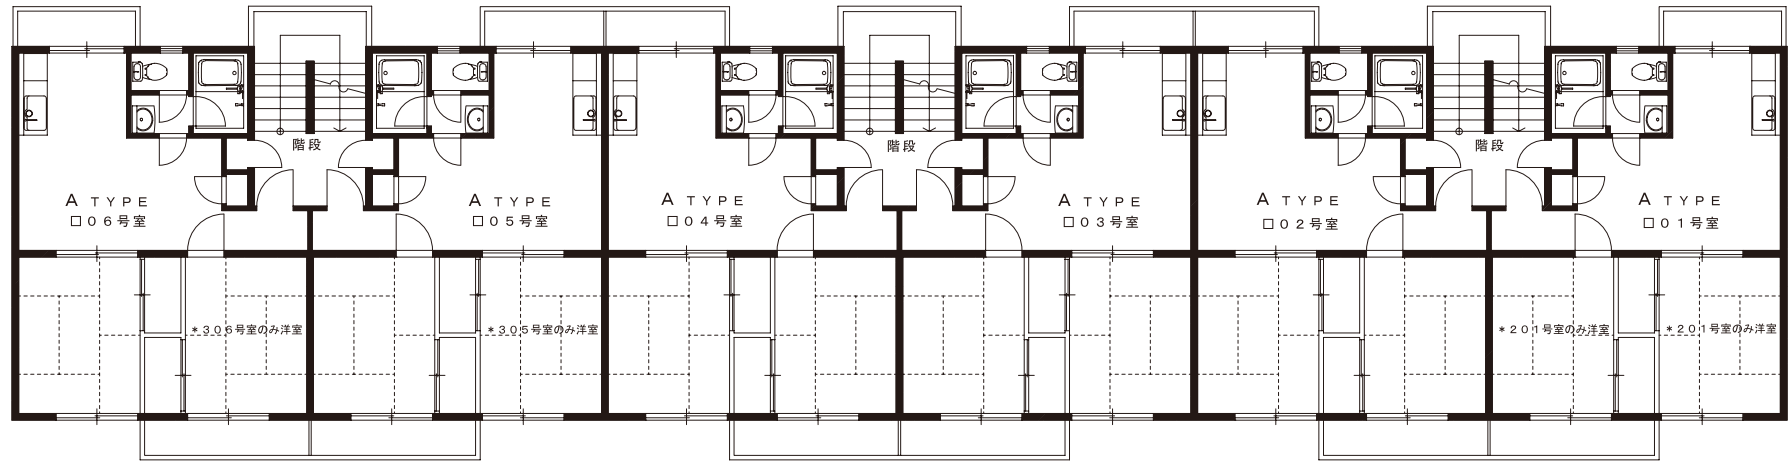 階段
階段
階段
A TYPE
□06号室
A TYPE
□05号室
A TYPE
□04号室
A TYPE
□03号室
A TYPE
□02号室
A TYPE
□01号室
*306号室のみ洋室
*305号室のみ洋室
*201号室のみ洋室
*201号室のみ洋室